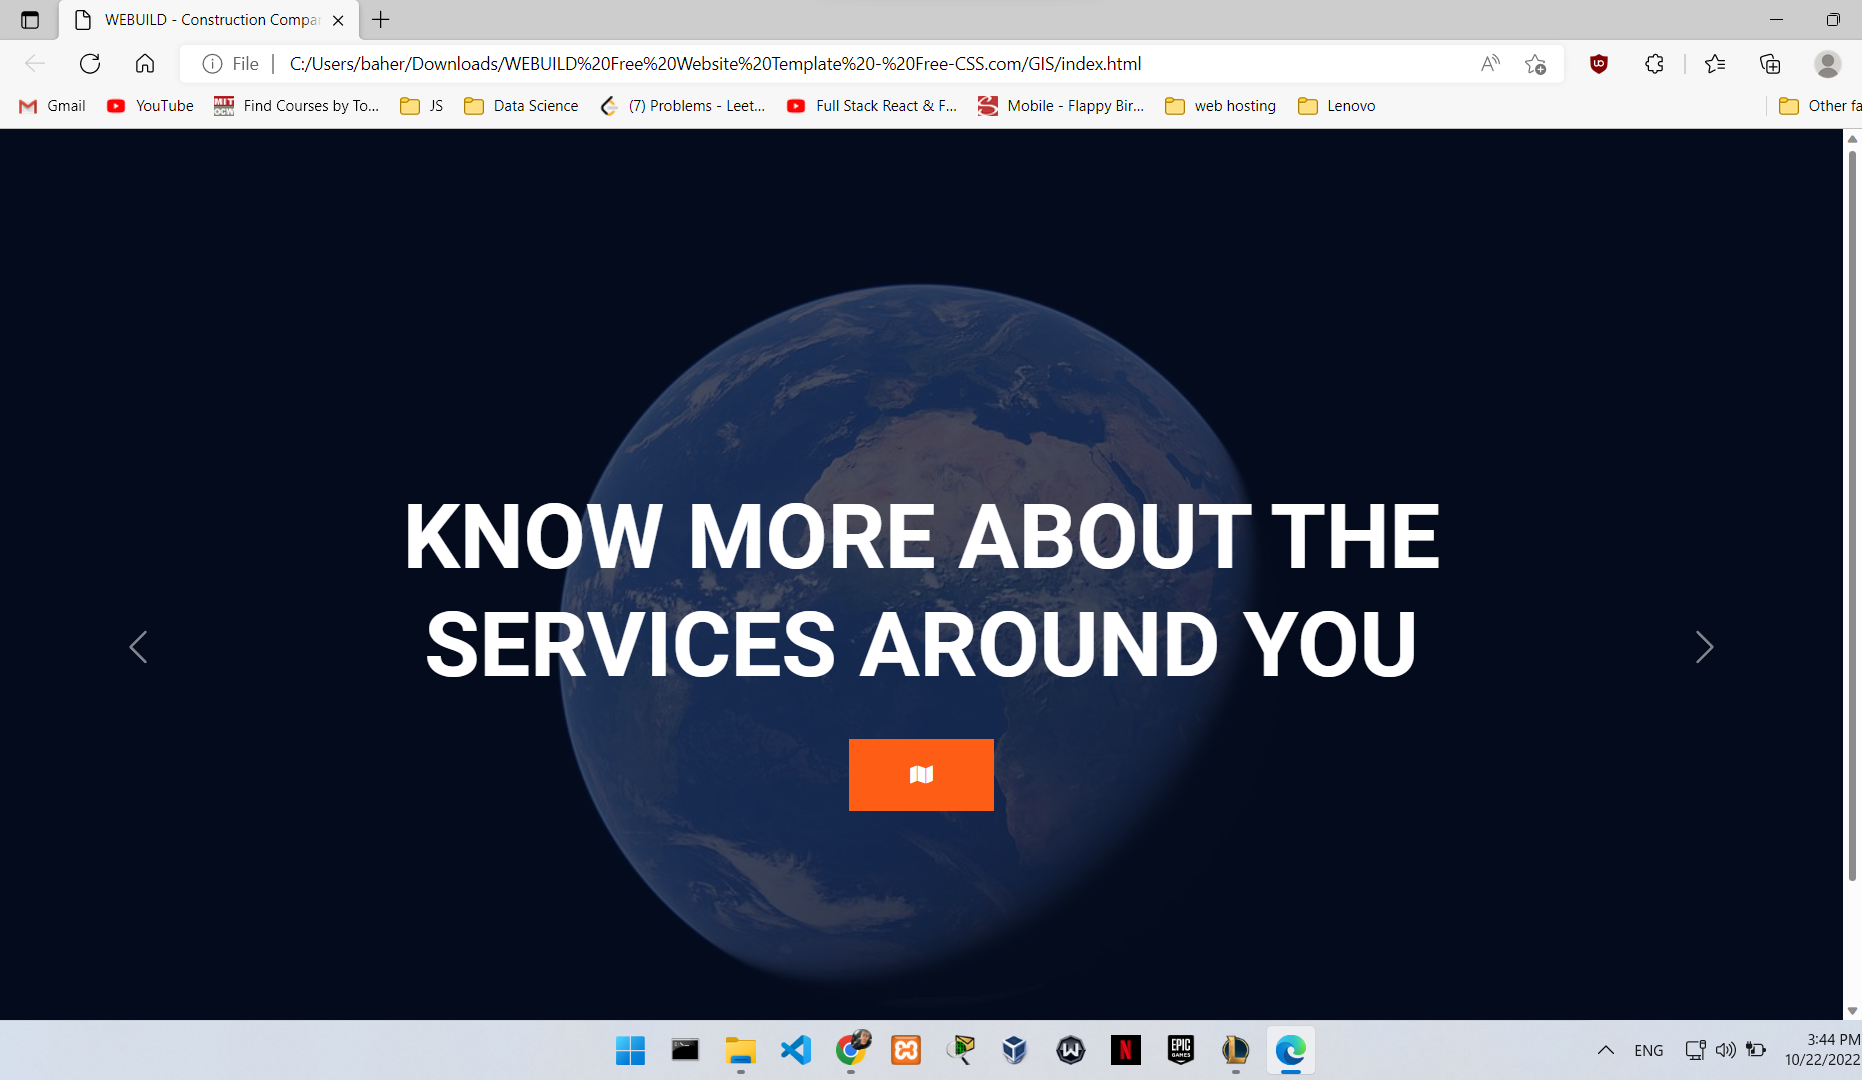 WEBUILD - Construction Compa
File
C:/Users/baher/Downloads/WEBUILD%20Free%20Website%20Template%20-%20Free-CSS.com/GIS/index.html
Gmail
YouTube
Find Courses by To...
JS
Data Science
(7) Problems - Leet...
Full Stack React & F...
Mobile - Flappy Bir...
web hosting
Lenovo
Other fa
KNOW MORE ABOUT THE
SERVICES AROUND YOU
EPIC
GAMES
ENG
3:44 PM
10/22/2022